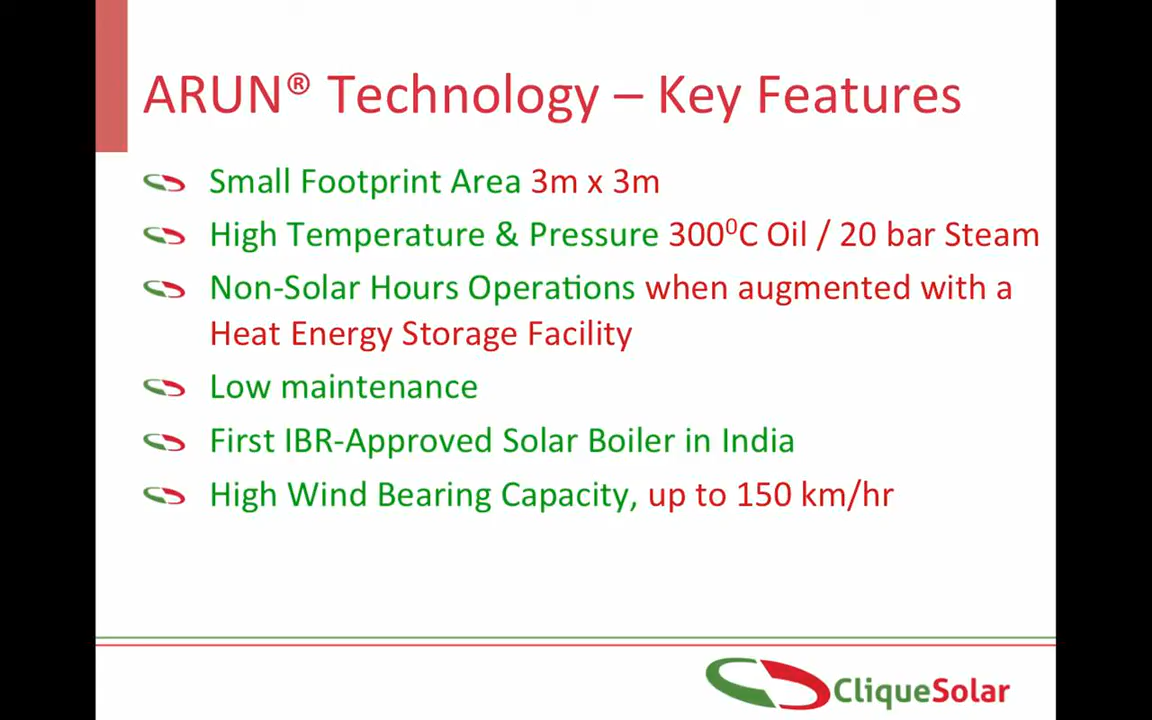 ARUN® Technology – Key Features
Small Footprint Area 3m x 3m
High Temperature & Pressure 300⁰C Oil / 20 bar Steam
Non-Solar Hours Operations when augmented with a
Heat Energy Storage Facility
Low maintenance
First IBR-Approved Solar Boiler in India
High Wind Bearing Capacity, up to 150 km/hr
CliqueSolar